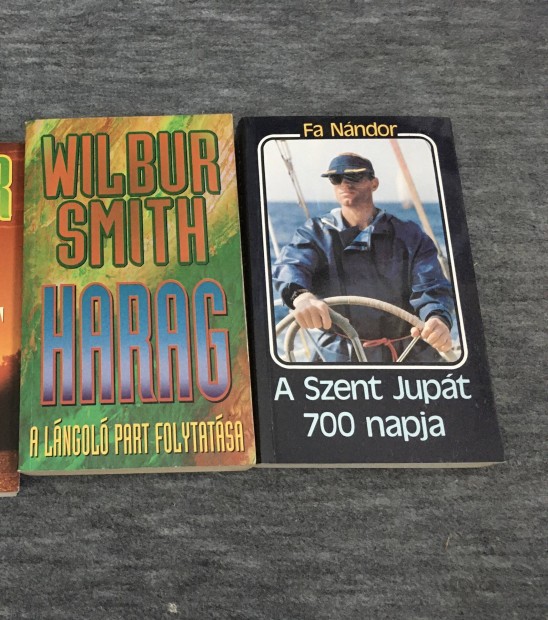 R
WILBUR
SMITH
HARAG
A LÁNGOLÓ PART FOLYTATÁSA
Fa Nándor
A Szent Jupát
700 napja